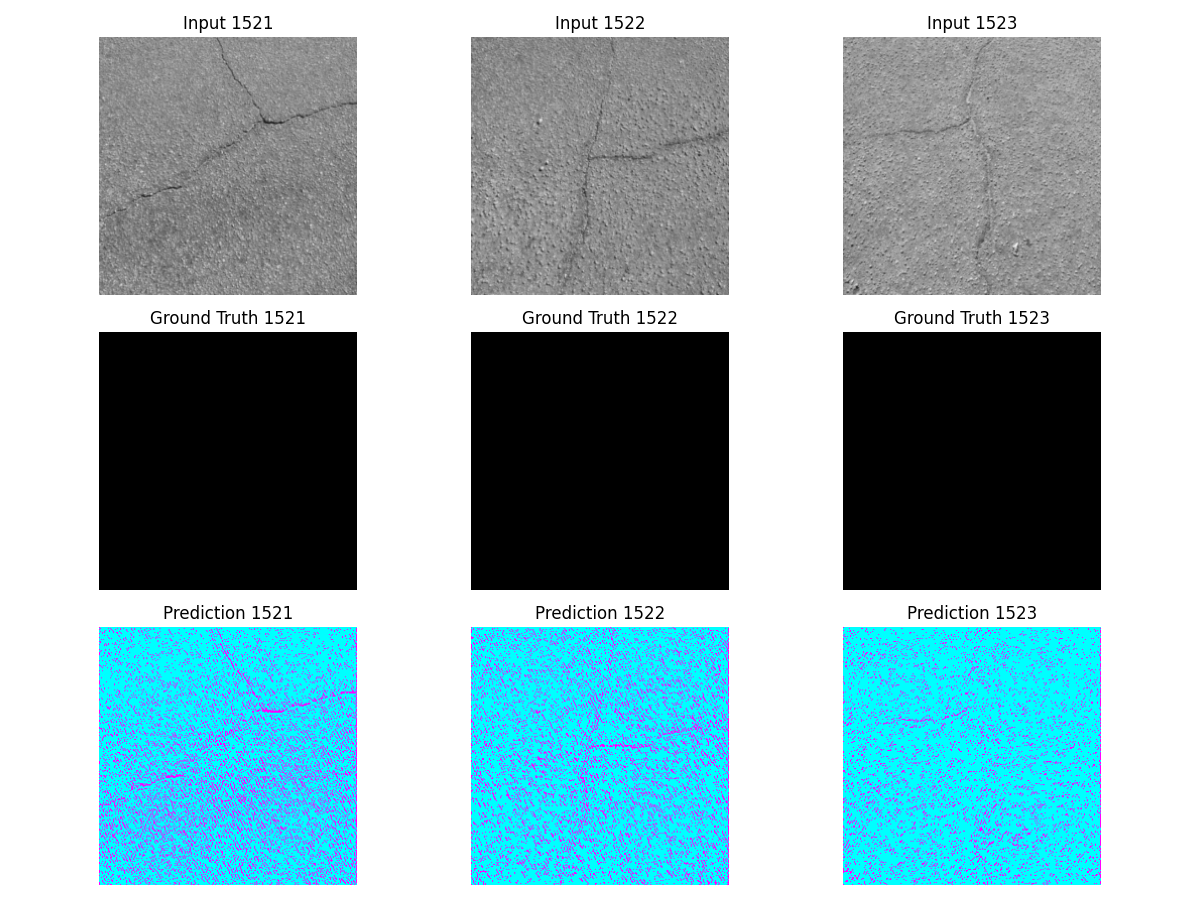 Input 1521
Input 1522
Input 1523
Ground Truth 1521
Ground Truth 1522
Ground Truth 1523
Prediction 1521
Prediction 1522
Prediction 1523